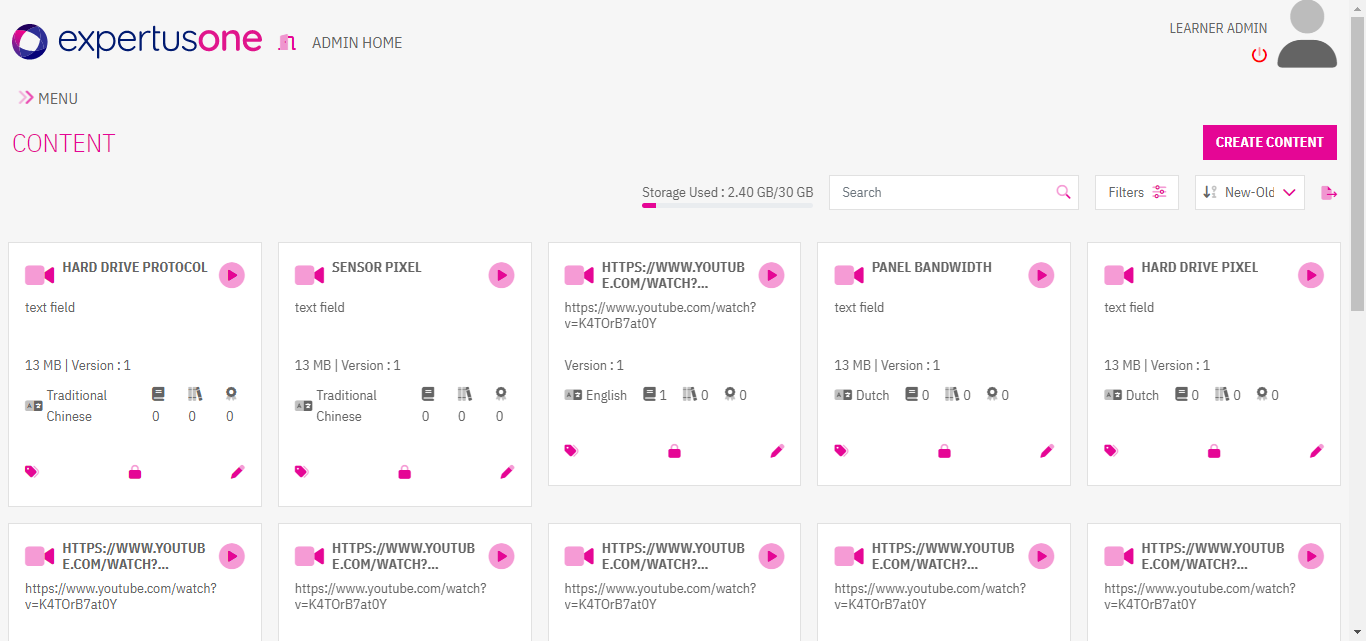 expertusone
ADMIN HOME
LEARNER ADMIN
MENU
CONTENT
CREATE CONTENT
Storage Used : 2.40 GB/30 GB
Search
Filters
New-Old
HARD DRIVE PROTOCOL
text field
13 MB | Version : 1
Traditional
Chinese
0 0 0
SENSOR PIXEL
text field
13 MB | Version : 1
Traditional
Chinese
0 0 0
HTTPS://WWW.YOUTUB
E.COM/WATCH?...
https://www.youtube.com/watch?
v=K4TOrB7at0Y
Version : 1
English 1 0 0
PANEL BANDWIDTH
text field
13 MB | Version : 1
Dutch 0 0 0
HARD DRIVE PIXEL
text field
13 MB | Version : 1
Dutch 0 0 0
HTTPS://WWW.YOUTUB
E.COM/WATCH?...
https://www.youtube.com/watch?
v=K4TOrB7at0Y
HTTPS://WWW.YOUTUB
E.COM/WATCH?...
https://www.youtube.com/watch?
v=K4TOrB7at0Y
HTTPS://WWW.YOUTUB
E.COM/WATCH?...
https://www.youtube.com/watch?
v=K4TOrB7at0Y
HTTPS://WWW.YOUTUB
E.COM/WATCH?...
https://www.youtube.com/watch?
v=K4TOrB7at0Y
HTTPS://WWW.YOUTUB
E.COM/WATCH?...
https://www.youtube.com/watch?
v=K4TOrB7at0Y